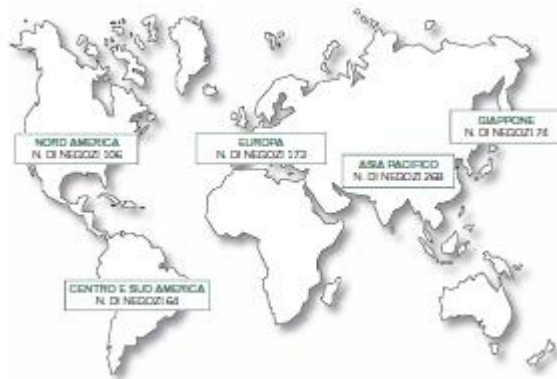 NORD AMERICA
N. DI NEGOZI 106
EUROPA
N. DI NEGOZI 173
GIAPPONE
N. DI NEGOZI 74
ASIA PACIFICO
N. DI NEGOZI 268
CENTRO E SUD AMERICA
N. DI NEGOZI 64